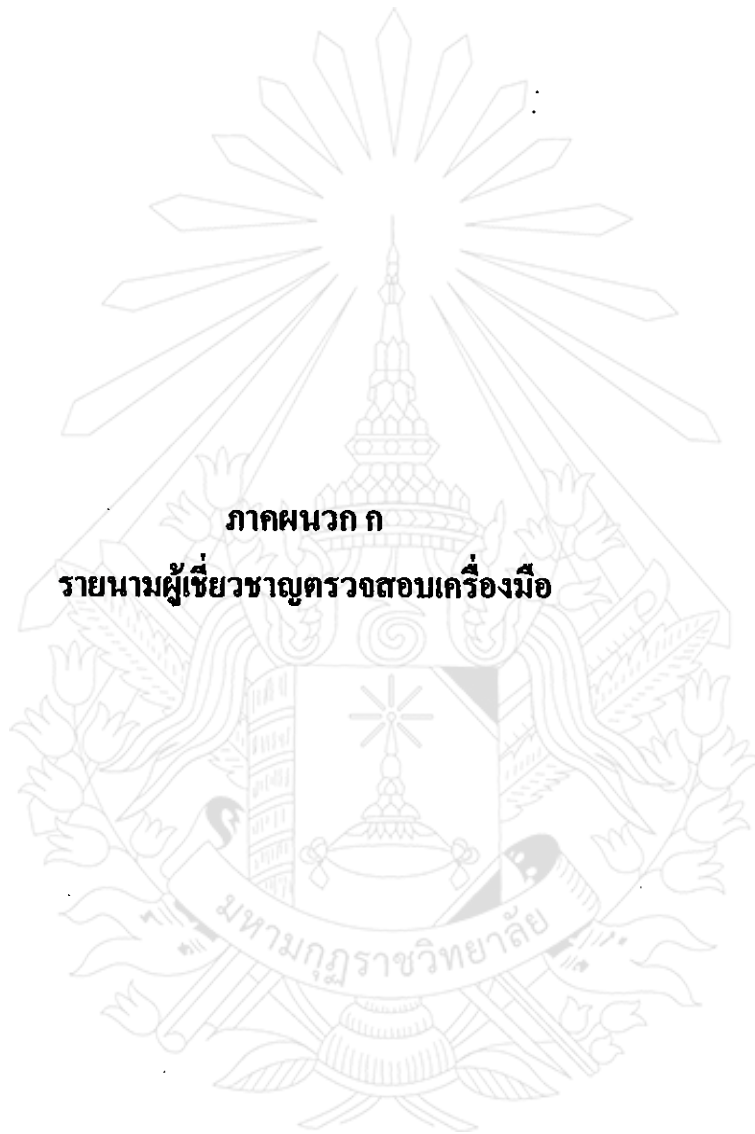 ภาคผนวก ก
รายนามผู้เชี่ยวชาญตรวจสอบเครื่องมือ
มหามกุฏราชวิทยาลัย